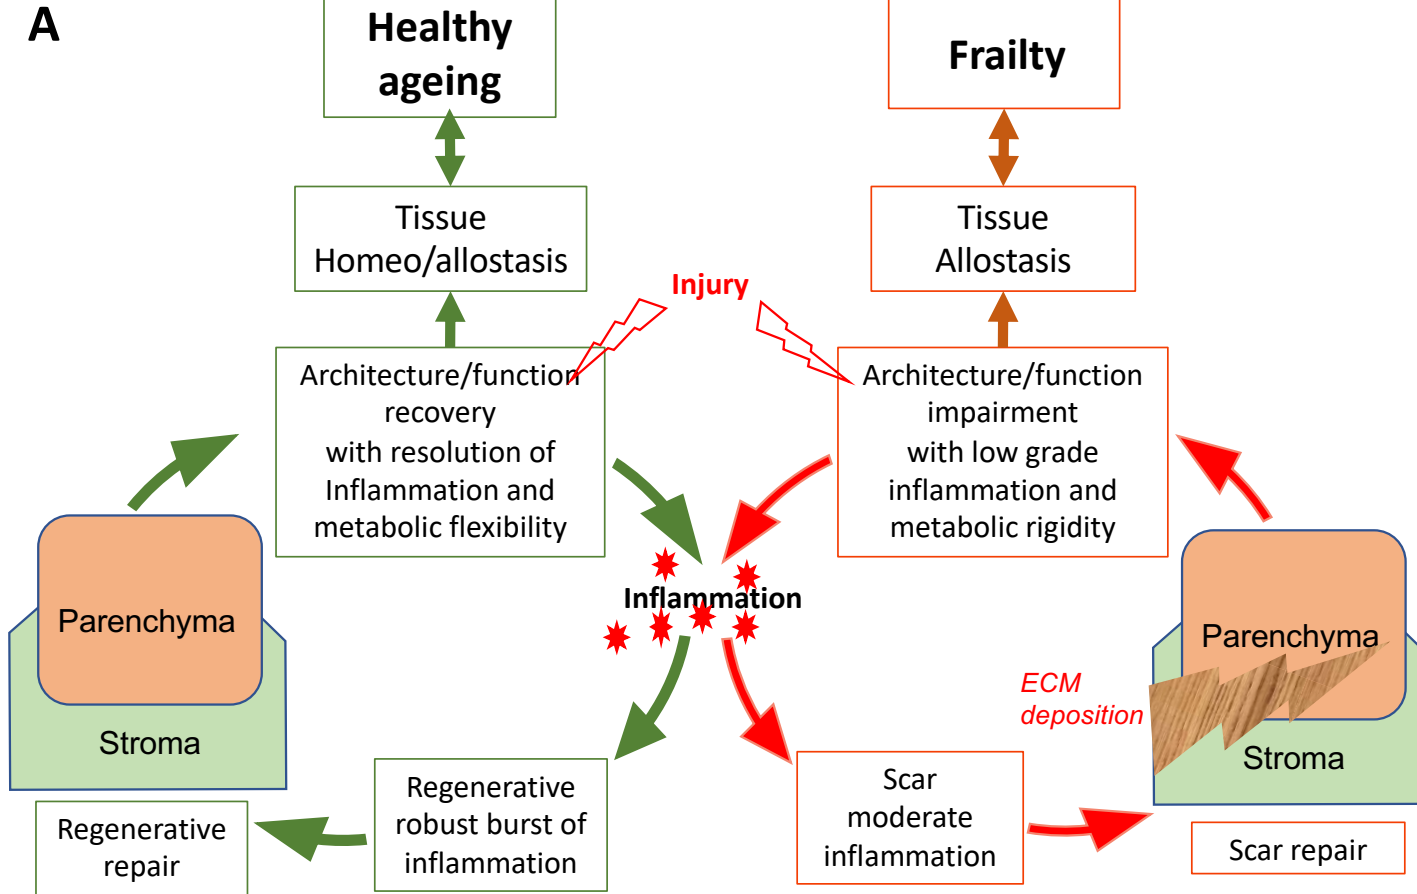 A
Healthy
ageing
Frailty
Tissue
Homeo/allostasis
Tissue
Allostasis
Injury
Architecture/function
recovery
with resolution of
Inflammation and
metabolic flexibility
Architecture/function
impairment
with low grade
inflammation and
metabolic rigidity
Inflammation
Parenchyma
Stroma
Parenchyma
ECM
deposition
Stroma
Regenerative
robust burst of
inflammation
Scar
moderate
inflammation
Regenerative
repair
Scar repair